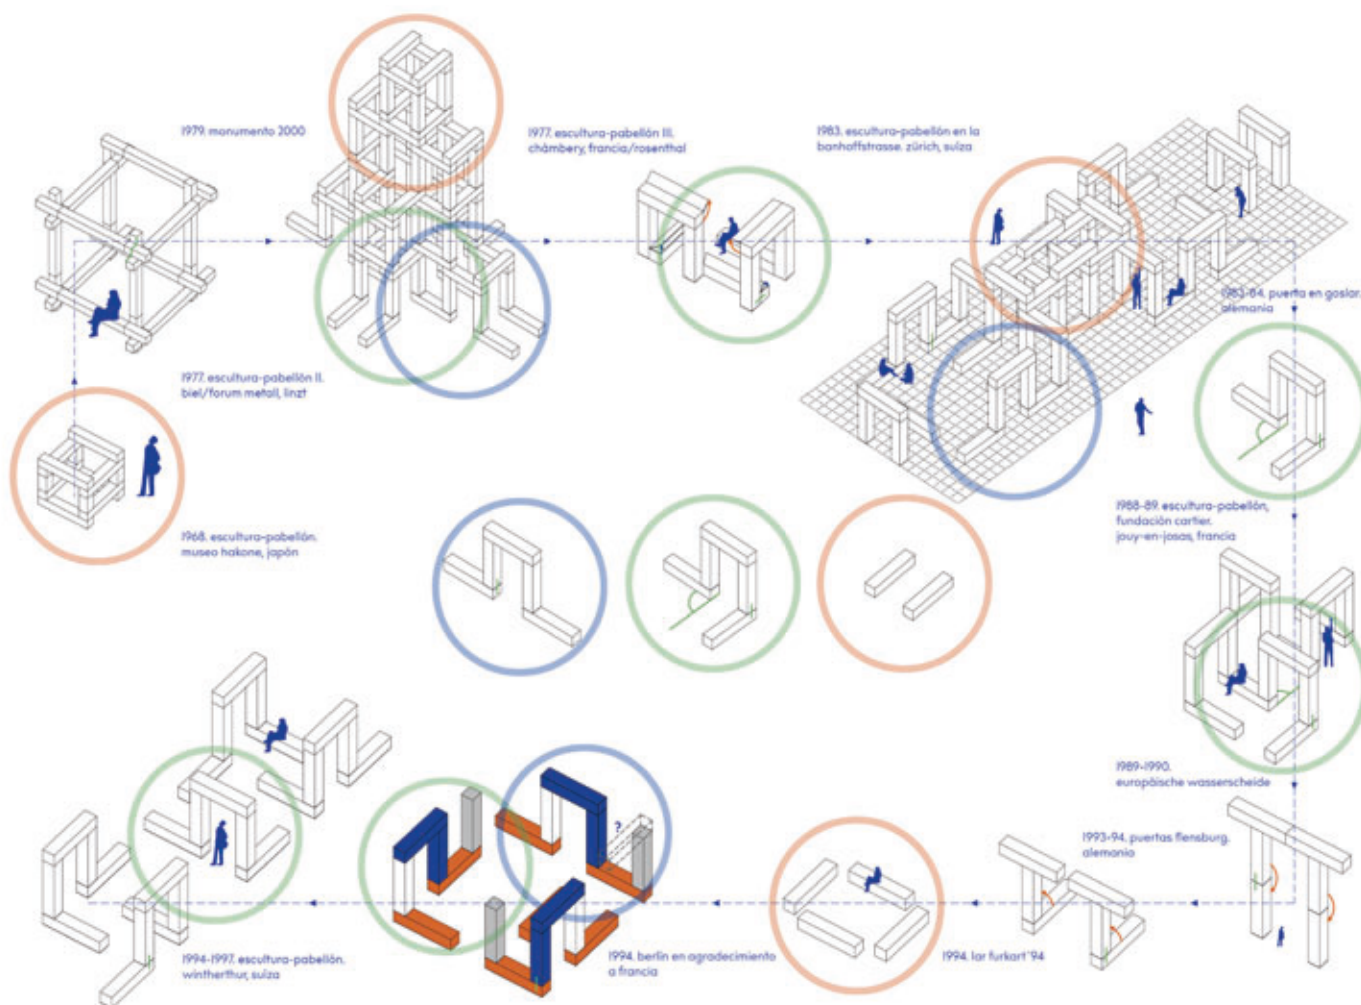 1979. monumento 2000
1977. escultura-pabellón III.
chàmbery, francia/rosenthal
1983. escultura-pabellón en la
banhoffstrasse. zürich, suiza
1983-84. puerta en goslar.
alemania
1977. escultura-pabellón II.
biel/forum metall, linzt
1968. escultura-pabellón.
museo hakone, japón
1988-89. escultura-pabellón,
fundación cartier.
jouy-en-josas, francia
1989-1990.
europäische wasserscheide
1993-94. puertas flensburg.
alemania
?
1994-1997. escultura-pabellón.
wintherthur, suiza
1994. berlín en agradecimiento
a francia
1994. lar furkart '94